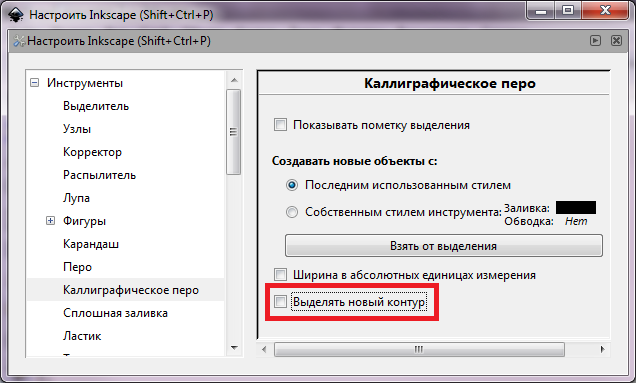 Настроить Inkscape (Shift+Ctrl+P)
Настроить Inkscape (Shift+Ctrl+P)
Инструменты
Выделитель
Узлы
Корректор
Распылитель
Лупа
Фигуры
Карандаш
Перо
Каллиграфическое перо
Сплошная заливка
Ластик
Каллиграфическое перо
Показывать пометку выделения
Создавать новые объекты с:
Последним использованным стилем
Собственным стилем инструмента:
Заливка:
Обводка: Нет
Взять от выделения
Ширина в абсолютных единицах измерения
Выделять новый контур